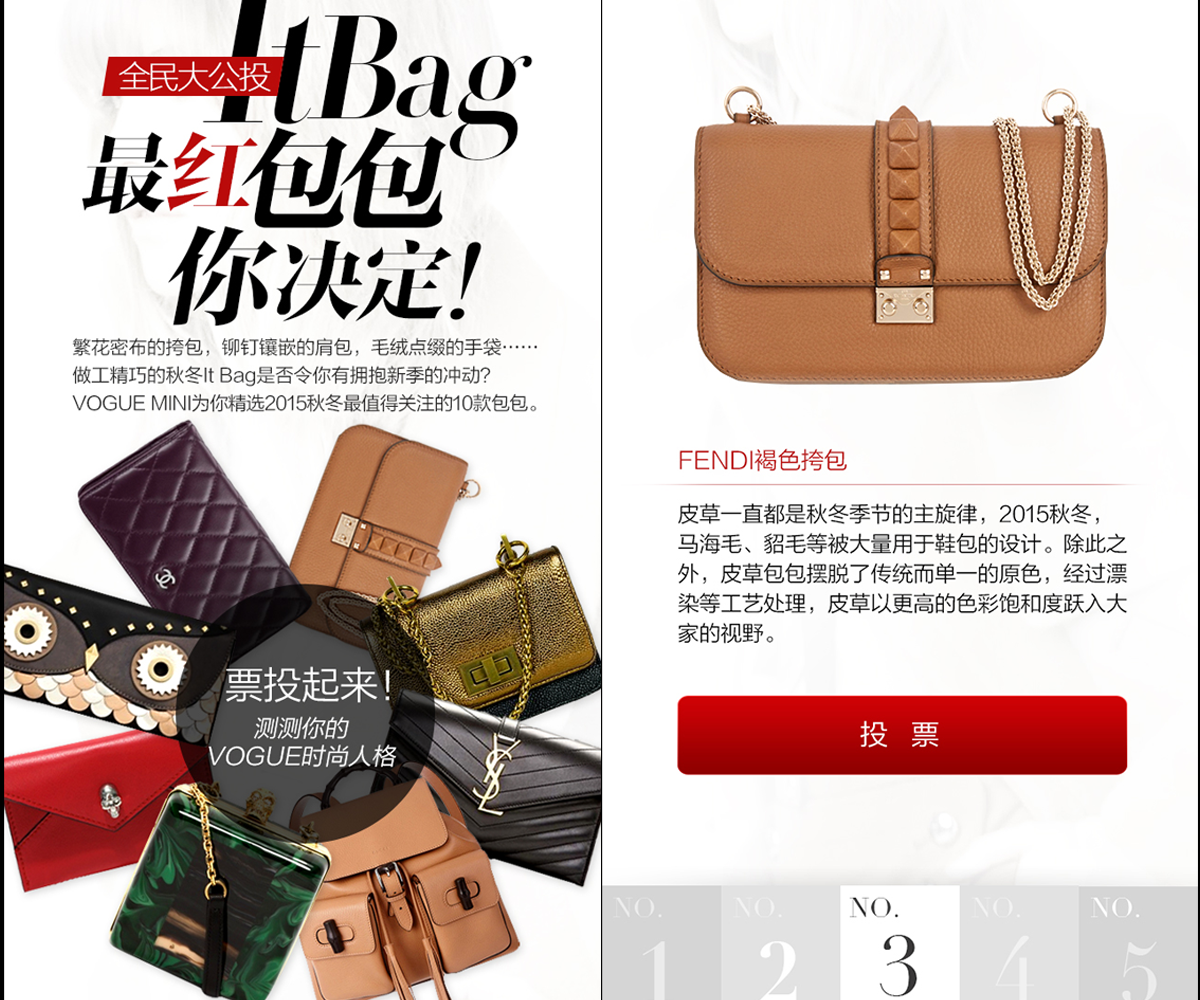 It Bag
全民大公投
最红包包
你决定!
繁花密布的挎包，铆钉镶嵌的肩包，毛绒点缀的手袋……
做工精巧的秋冬It Bag是否令你有拥抱新季的冲动?
VOGUE MINI为你精选2015秋冬最值得关注的10款包包。
票投起来!
测测你的
VOGUE时尚人格
YSL
FENDI褐色挎包
皮草一直都是秋冬季节的主旋律，2015秋冬，
马海毛、貂毛等被大量用于鞋包的设计。除此之
外，皮草包包摆脱了传统而单一的原色，经过漂
染等工艺处理，皮草以更高的色彩饱和度跃入大
家的视野。
投 票
NO. 1
NO. 2
NO. 3
NO. 4
NO. 5